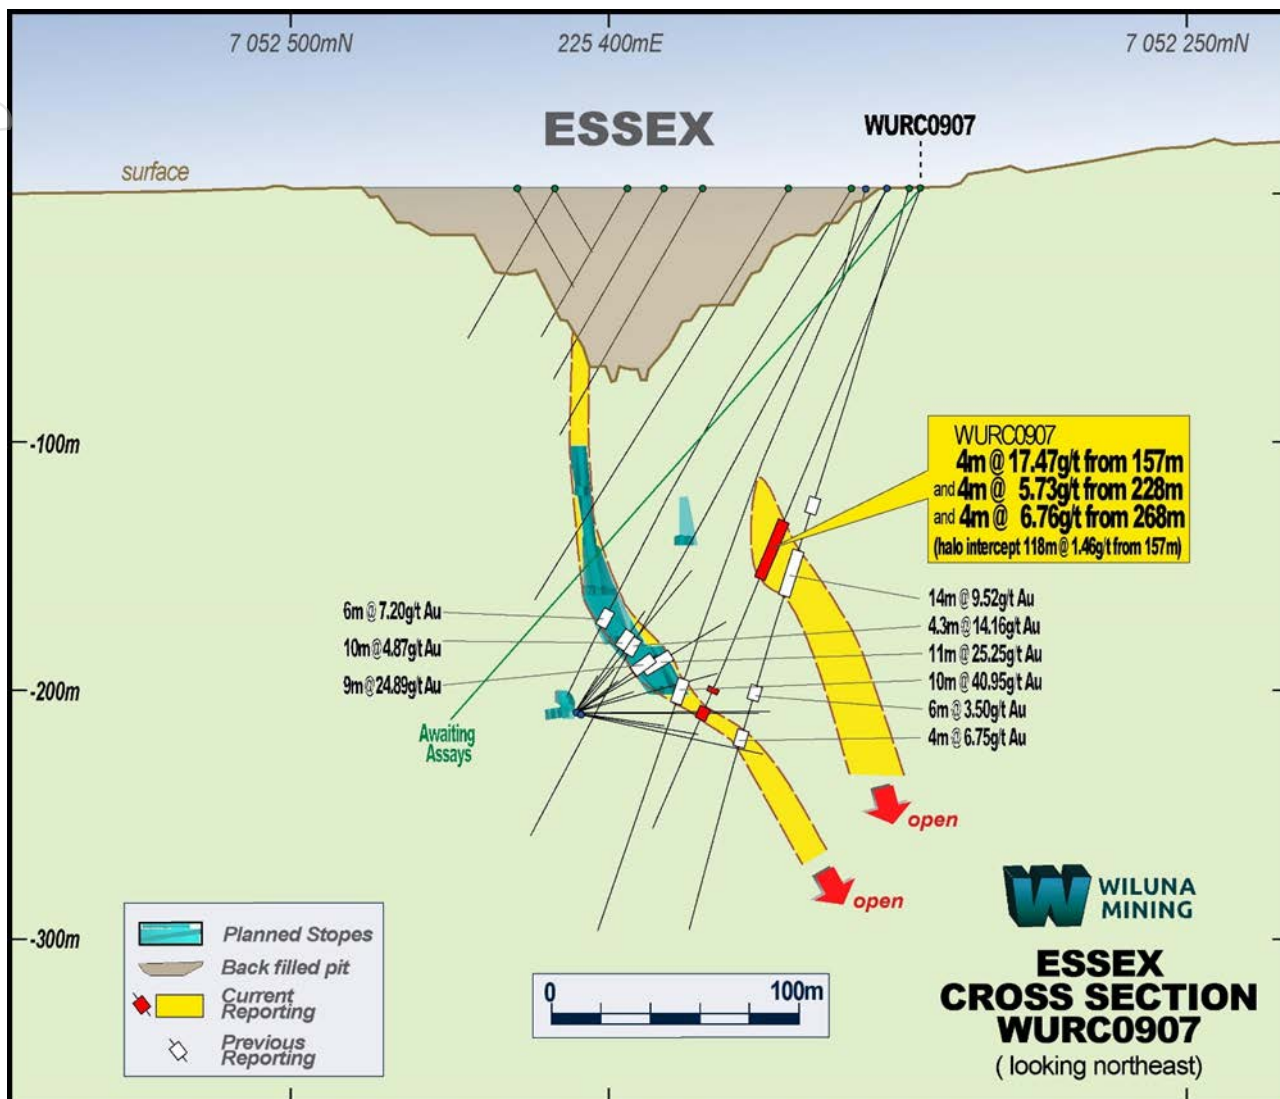 7 052 500mN
225 400mE
7 052 250mN
ESSEX
WURC0907
surface
-100m
WURC0907
4m @ 17.47g/t from 157m
and 4m @ 5.73g/t from 228m
and 4m @ 6.76g/t from 268m
(halo intercept 118m @ 1.46g/t from 157m)
6m @ 7.20g/t Au
10m @ 4.87g/t Au
9m @ 24.89g/t Au
14m @ 9.52g/t Au
4.3m @ 14.16g/t Au
11m @ 25.25g/t Au
10m @ 40.95g/t Au
6m @ 3.50g/t Au
4m @ 6.75g/t Au
-200m
Awaiting
Assays
open
open
-300m
Planned Stopes
Back filled pit
Current
Reporting
Previous
Reporting
0 100m
WILUNA
MINING
ESSEX
CROSS SECTION
WURC0907
( looking northeast)